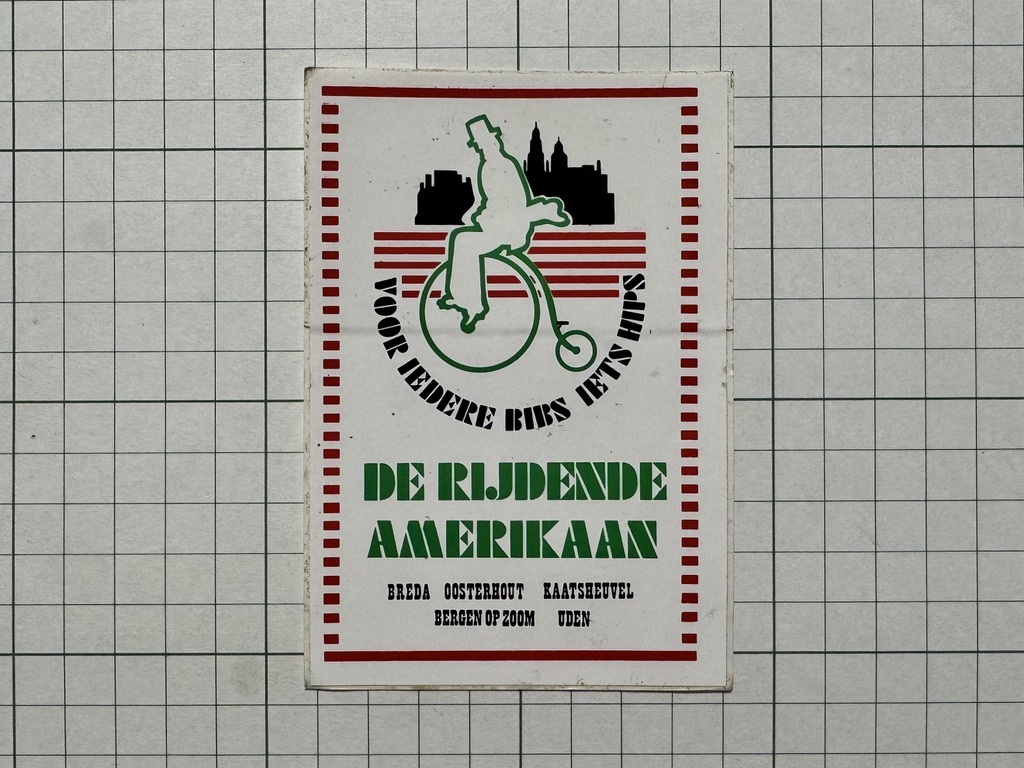 VOOR IEDERE BIBS IETS HIPS
DE RIJDENDE
AMERIKAAN
BREDA OOSTERHOUT KAATSHEUVEL
BERGEN OP ZOOM UDEN